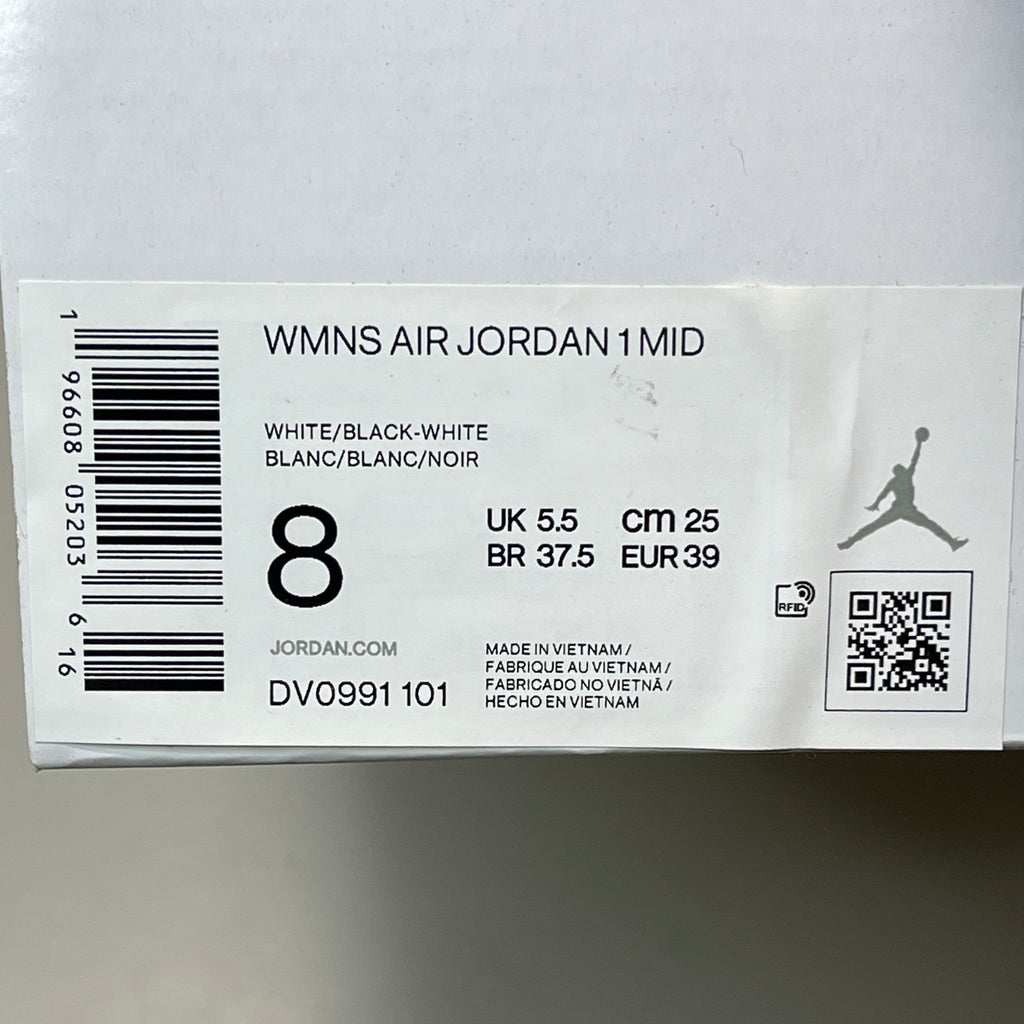 WMNS AIR JORDAN 1 MID
WHITE/BLACK-WHITE
BLANC/BLANC/NOIR
8
UK 5.5 cm 25
BR 37.5 EUR 39
RFID
JORDAN.COM
DV0991 101
MADE IN VIETNAM /
FABRIQUE AU VIETNAM /
FABRICADO NO VIETNÃ /
HECHO EN VIETNAM
1 96608 05203 6 16